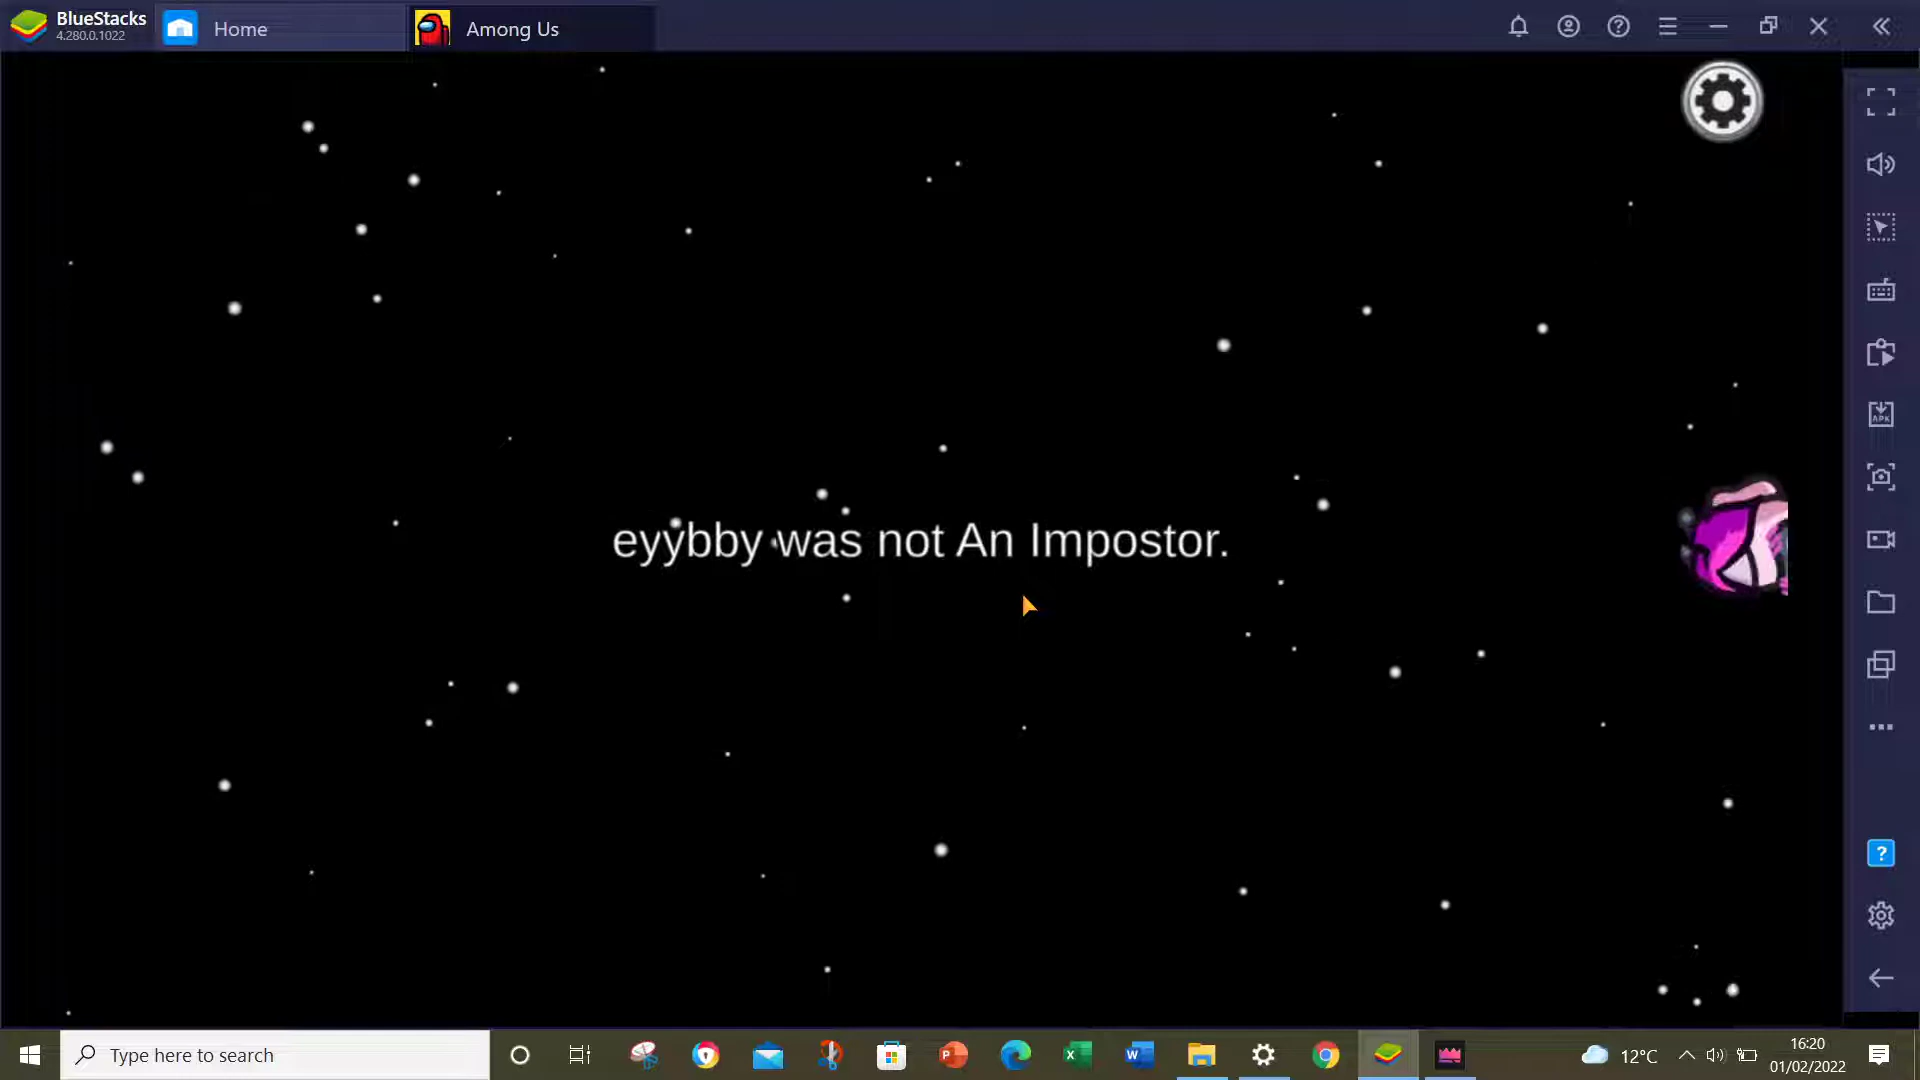 BlueStacks
4.280.0.1022
Home
Among Us
APK
eyybby was not An Impostor.
?
Type here to search
12°C
16:20
01/02/2022